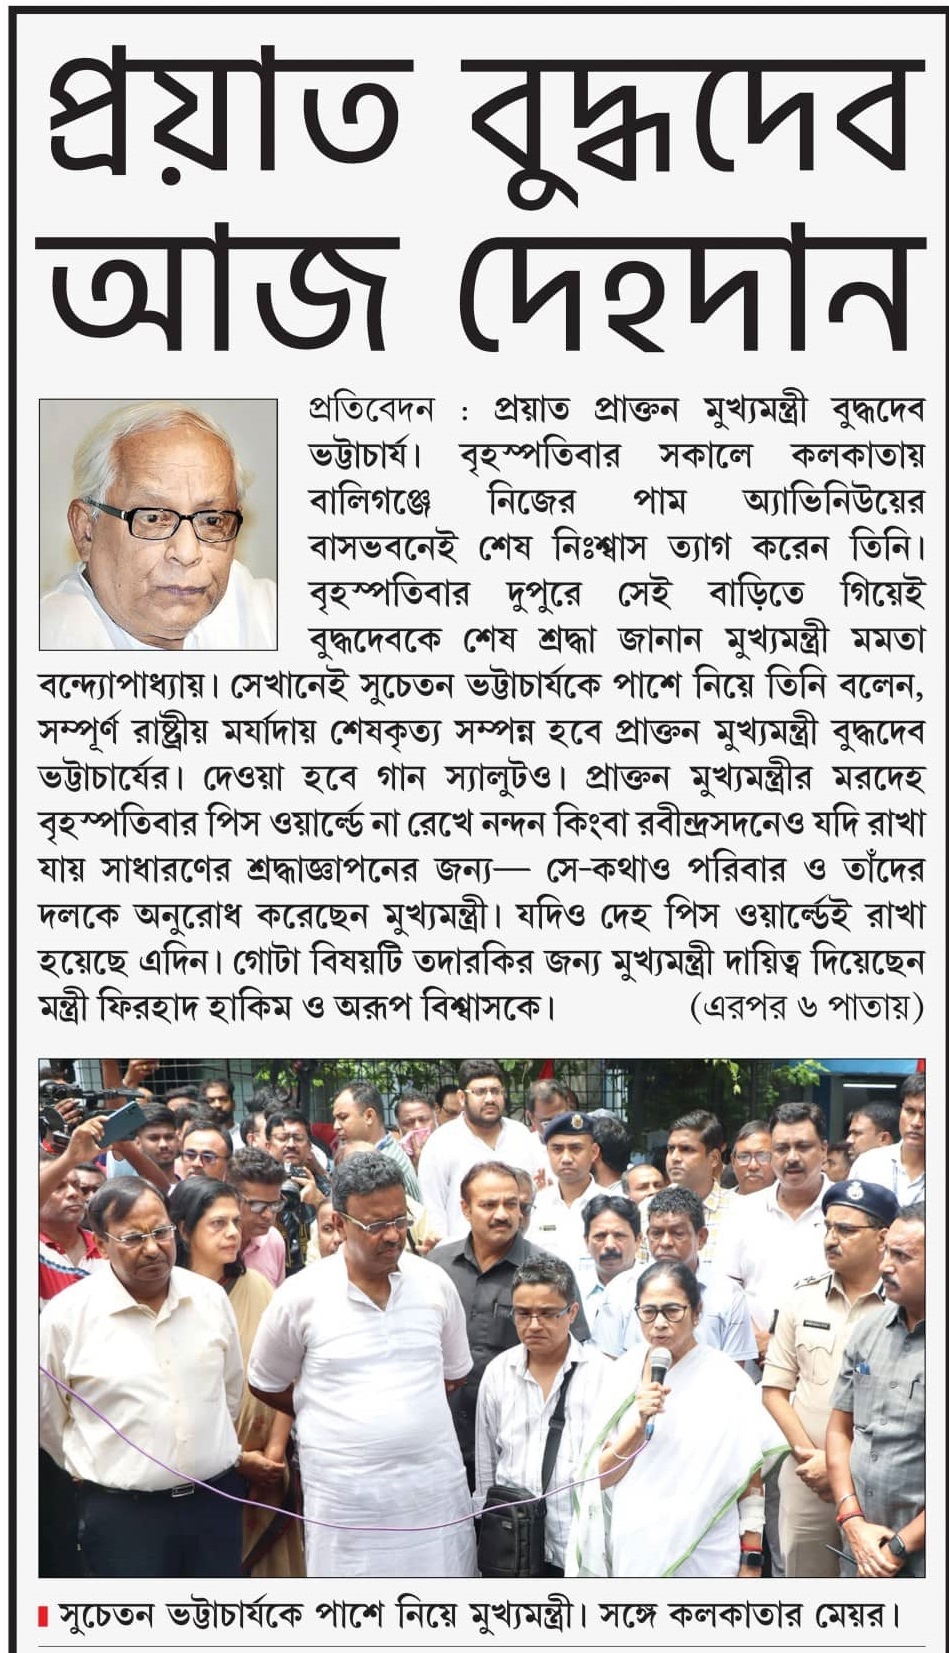 প্রয়াত বুদ্ধদেব
আজ দেহদান
প্রতিবেদন : প্রয়াত প্রাক্তন মুখ্যমন্ত্রী বুদ্ধদেব
ভট্টাচার্য। বৃহস্পতিবার সকালে কলকাতায়
বালিগঞ্জে নিজের পাম অ্যাভিনিউয়ের
বাসভবনেই শেষ নিঃশ্বাস ত্যাগ করেন তিনি।
বৃহস্পতিবার দুপুরে সেই বাড়িতে গিয়েই
বুদ্ধদেবকে শেষ শ্রদ্ধা জানান মুখ্যমন্ত্রী মমতা
বন্দ্যোপাধ্যায়। সেখানেই সুচেতন ভট্টাচার্যকে পাশে নিয়ে তিনি বলেন,
সম্পূর্ণ রাষ্ট্রীয় মর্যাদায় শেষকৃত্য সম্পন্ন হবে প্রাক্তন মুখ্যমন্ত্রী বুদ্ধদেব
ভট্টাচার্যের। দেওয়া হবে গান স্যালুটও। প্রাক্তন মুখ্যমন্ত্রীর মরদেহ
বৃহস্পতিবার পিস ওয়ার্ল্ডে না রেখে নন্দন কিংবা রবীন্দ্রসদনেও যদি রাখা
যায় সাধারণের শ্রদ্ধাজ্ঞাপনের জন্য— সে-কথাও পরিবার ও তাঁদের
দলকে অনুরোধ করেছেন মুখ্যমন্ত্রী। যদিও দেহ পিস ওয়ার্ল্ডেই রাখা
হয়েছে এদিন। গোটা বিষয়টি তদারকির জন্য মুখ্যমন্ত্রী দায়িত্ব দিয়েছেন
মন্ত্রী ফিরহাদ হাকিম ও অরূপ বিশ্বাসকে। (এরপর ৬ পাতায়)
সুচেতন ভট্টাচার্যকে পাশে নিয়ে মুখ্যমন্ত্রী। সঙ্গে কলকাতার মেয়র।